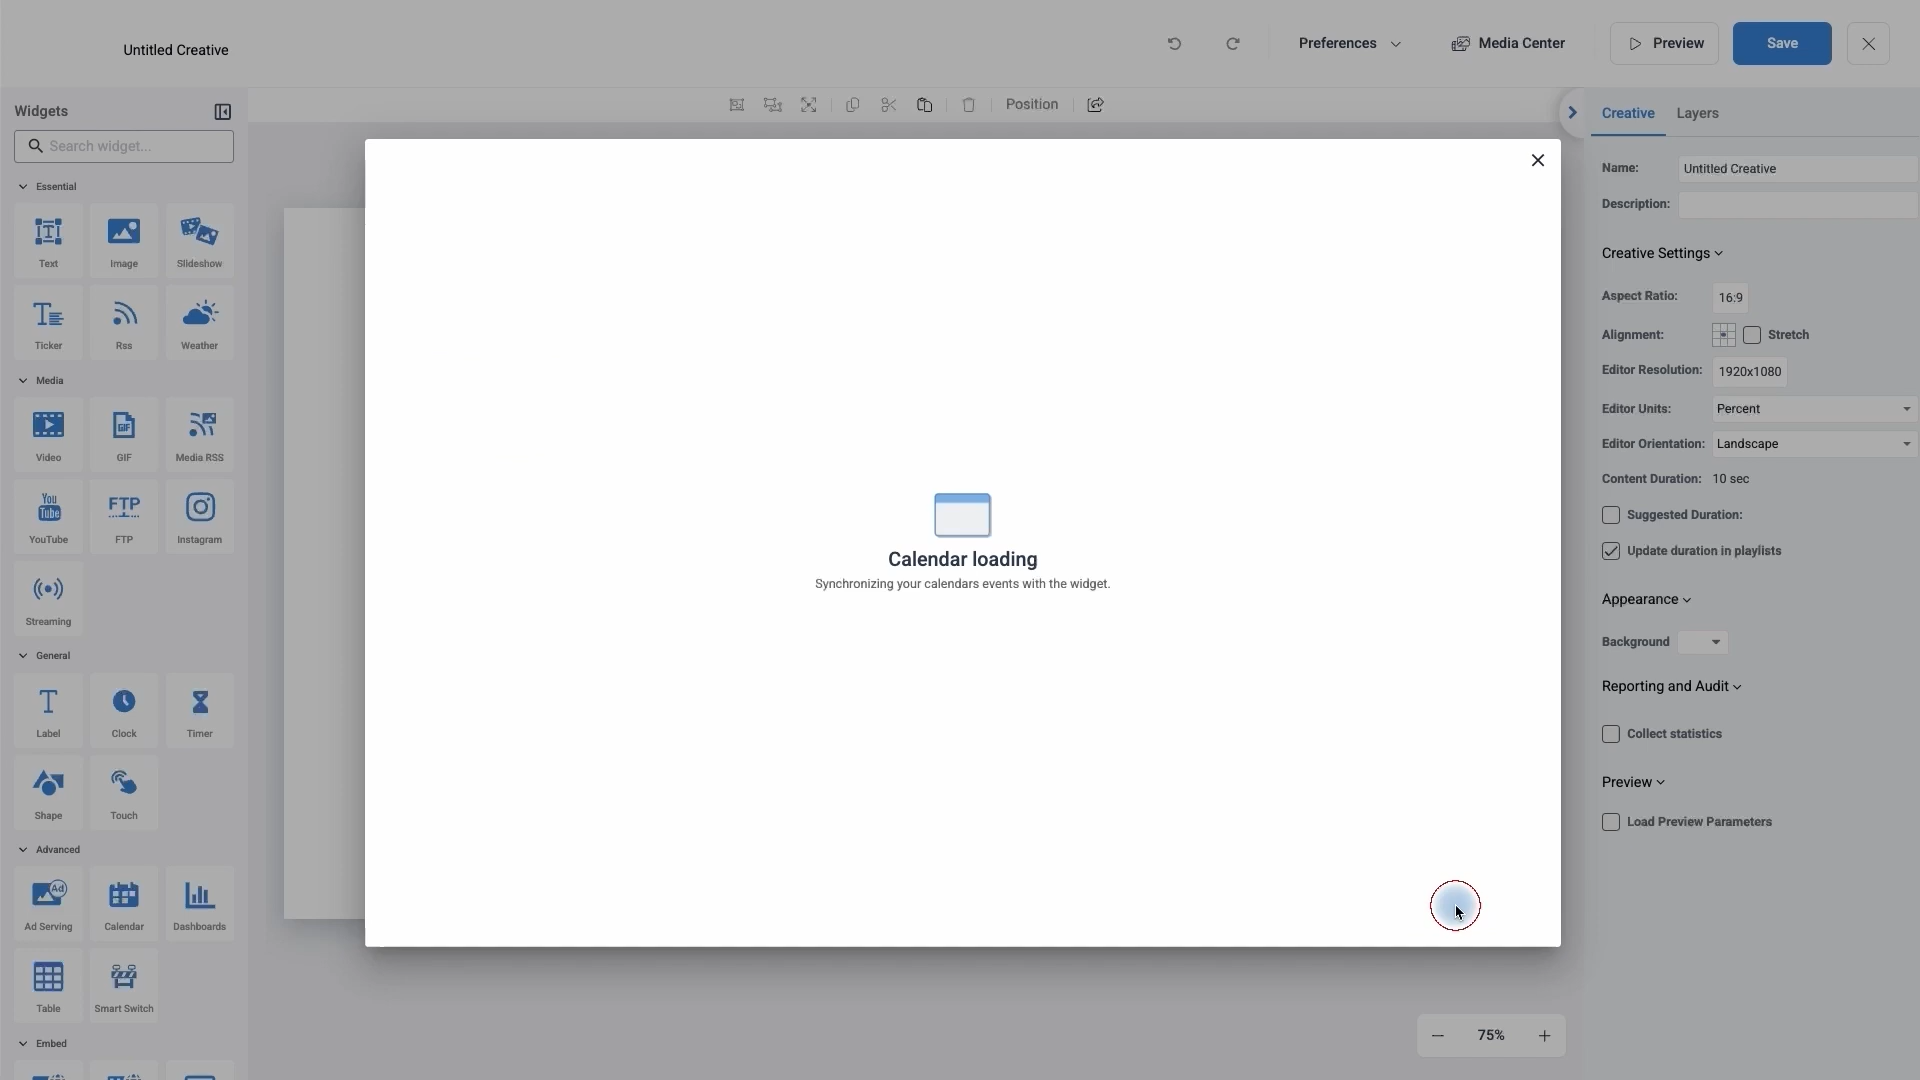 Untitled Creative
Preferences
Media Center
Preview
Save
Widgets
Search widget...
Essential
Text
Image
Slideshow
Ticker
Rss
Weather
Media
Video
GIF
GIF
Media RSS
You
Tube
YouTube
FTP
FTP
Instagram
Streaming
General
T
Label
Clock
Timer
Shape
Touch
Advanced
Ad
Ad Serving
Calendar
Dashboards
Table
Smart Switch
Embed
Position
Calendar loading
Synchronizing your calendars events with the widget.
75%
Creative
Layers
Name:
Untitled Creative
Description:
Creative Settings
Aspect Ratio:
16:9
Alignment:
Stretch
Editor Resolution:
1920x1080
Editor Units:
Percent
Editor Orientation:
Landscape
Content Duration:
10 sec
Suggested Duration:
Update duration in playlists
Appearance
Background
Reporting and Audit
Collect statistics
Preview
Load Preview Parameters